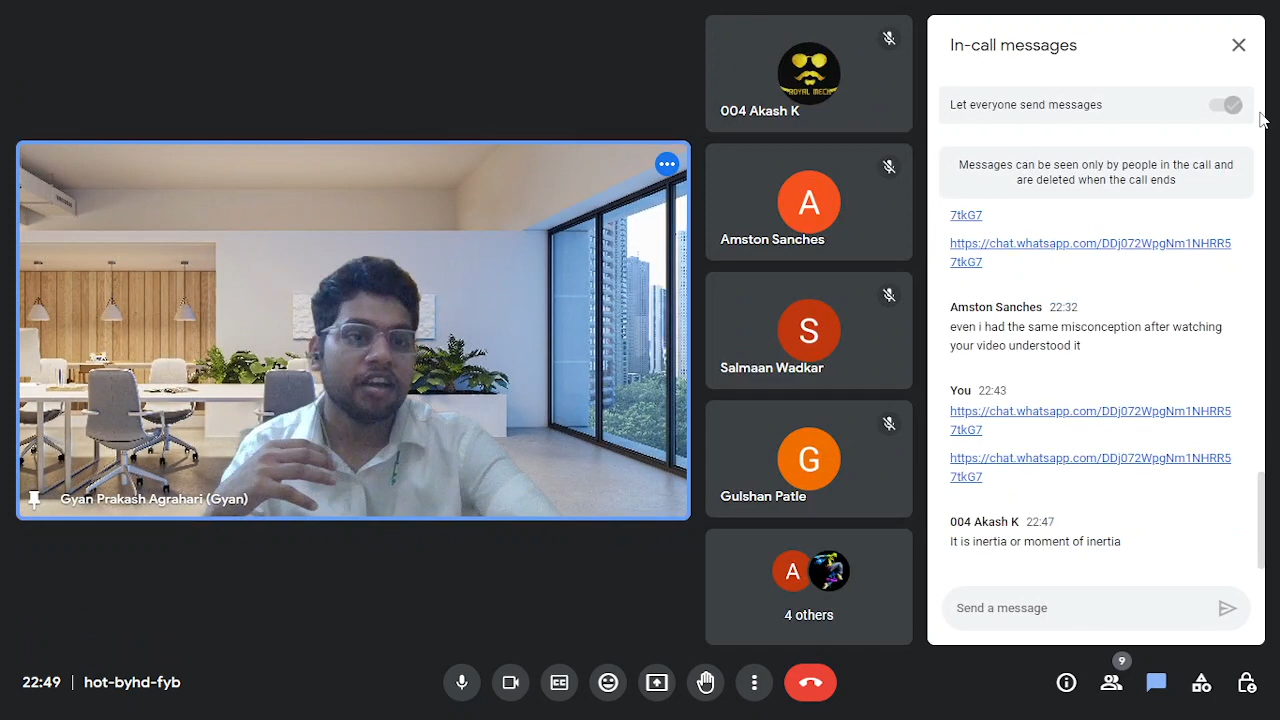 004 Akash K
ROYAL MECH
Amston Sanches
A
Salmaan Wadkar
S
Gulshan Patle
G
A
4 others
Gyan Prakash Agrahari (Gyan)
In-call messages
Let everyone send messages
Messages can be seen only by people in the call and
are deleted when the call ends
7tkG7
https://chat.whatsapp.com/DDj072WpgNm1NHRR5
7tkG7
Amston Sanches 22:32
even i had the same misconception after watching
your video understood it
You 22:43
https://chat.whatsapp.com/DDj072WpgNm1NHRR5
7tkG7
https://chat.whatsapp.com/DDj072WpgNm1NHRR5
7tkG7
004 Akash K 22:47
It is inertia or moment of inertia
Send a message
22:49 | hot-byhd-fyb
CC
9